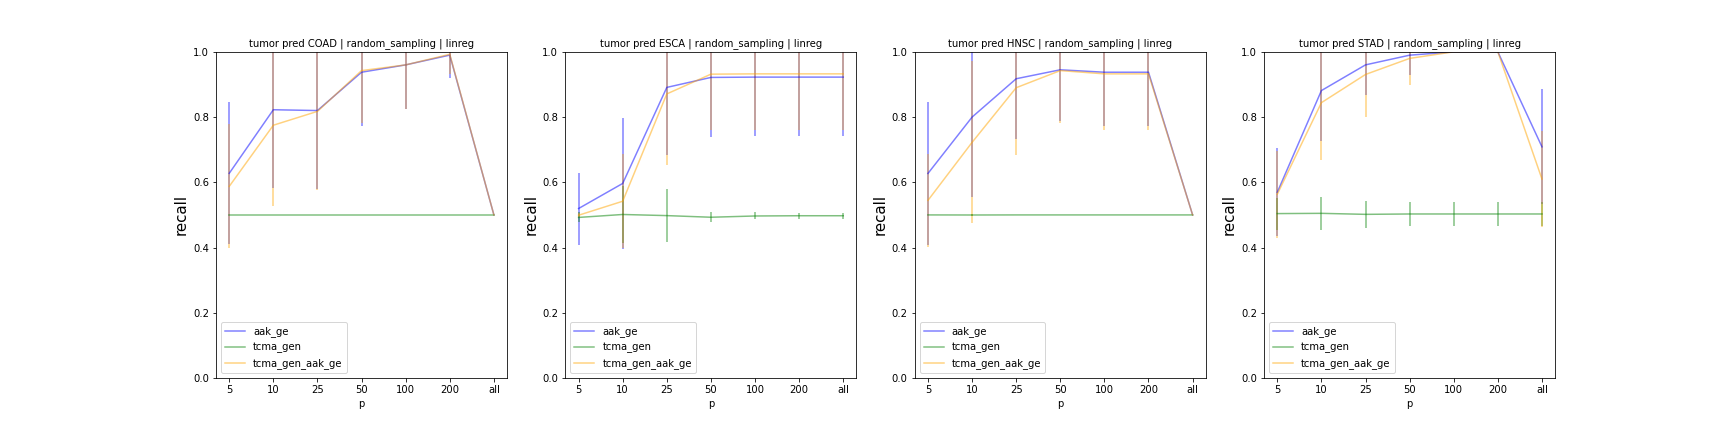 tumor pred COAD | random_sampling | linreg
1.0
0.8
0.6
0.4
0.2
0.0
recall
aak_ge
tcma_gen
tcma_gen_aak_ge
5 10 25 50 100 200 all
p
tumor pred ESCA | random_sampling | linreg
1.0
0.8
0.6
0.4
0.2
0.0
recall
aak_ge
tcma_gen
tcma_gen_aak_ge
5 10 25 50 100 200 all
p
tumor pred HNSC | random_sampling | linreg
1.0
0.8
0.6
0.4
0.2
0.0
recall
aak_ge
tcma_gen
tcma_gen_aak_ge
5 10 25 50 100 200 all
p
tumor pred STAD | random_sampling | linreg
1.0
0.8
0.6
0.4
0.2
0.0
recall
aak_ge
tcma_gen
tcma_gen_aak_ge
5 10 25 50 100 200 all
p